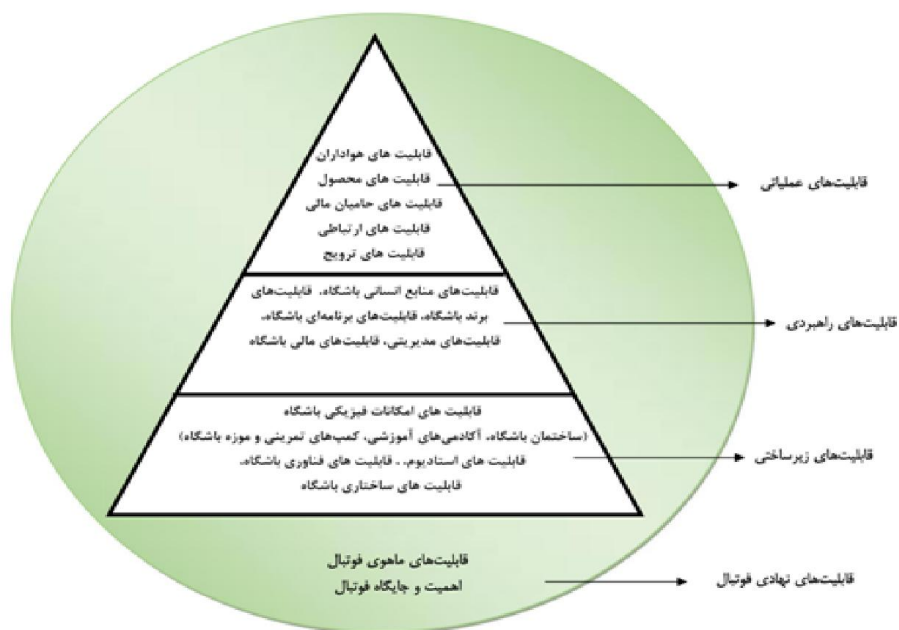 قابلیت های هواداران
قابلیت های محصول
قابلیت های حامیان مالی
قابلیت های ارتباطی
قابلیت های ترویج
قابلیت‌های عملیاتی
قابلیت‌های منابع انسانی باشگاه، قابلیت‌های
برند باشگاه، قابلیت‌های برنامه‌ای باشگاه،
قابلیت‌های مدیریتی، قابلیت‌های مالی باشگاه
قابلیت‌های راهبردی
قابلیت های امکانات فیزیکی باشگاه
(ساختمان باشگاه، آکادمی‌های آموزشی، کمپ‌های تمرینی و موزه باشگاه)
قابلیت های استادیوم، ـ قابلیت های فناوری باشگاه،
قابلیت های ساختاری باشگاه
قابلیت‌های زیرساختی
قابلیت‌های ماهوی فوتبال
اهمیت و جایگاه فوتبال
قابلیت‌های نهادی فوتبال